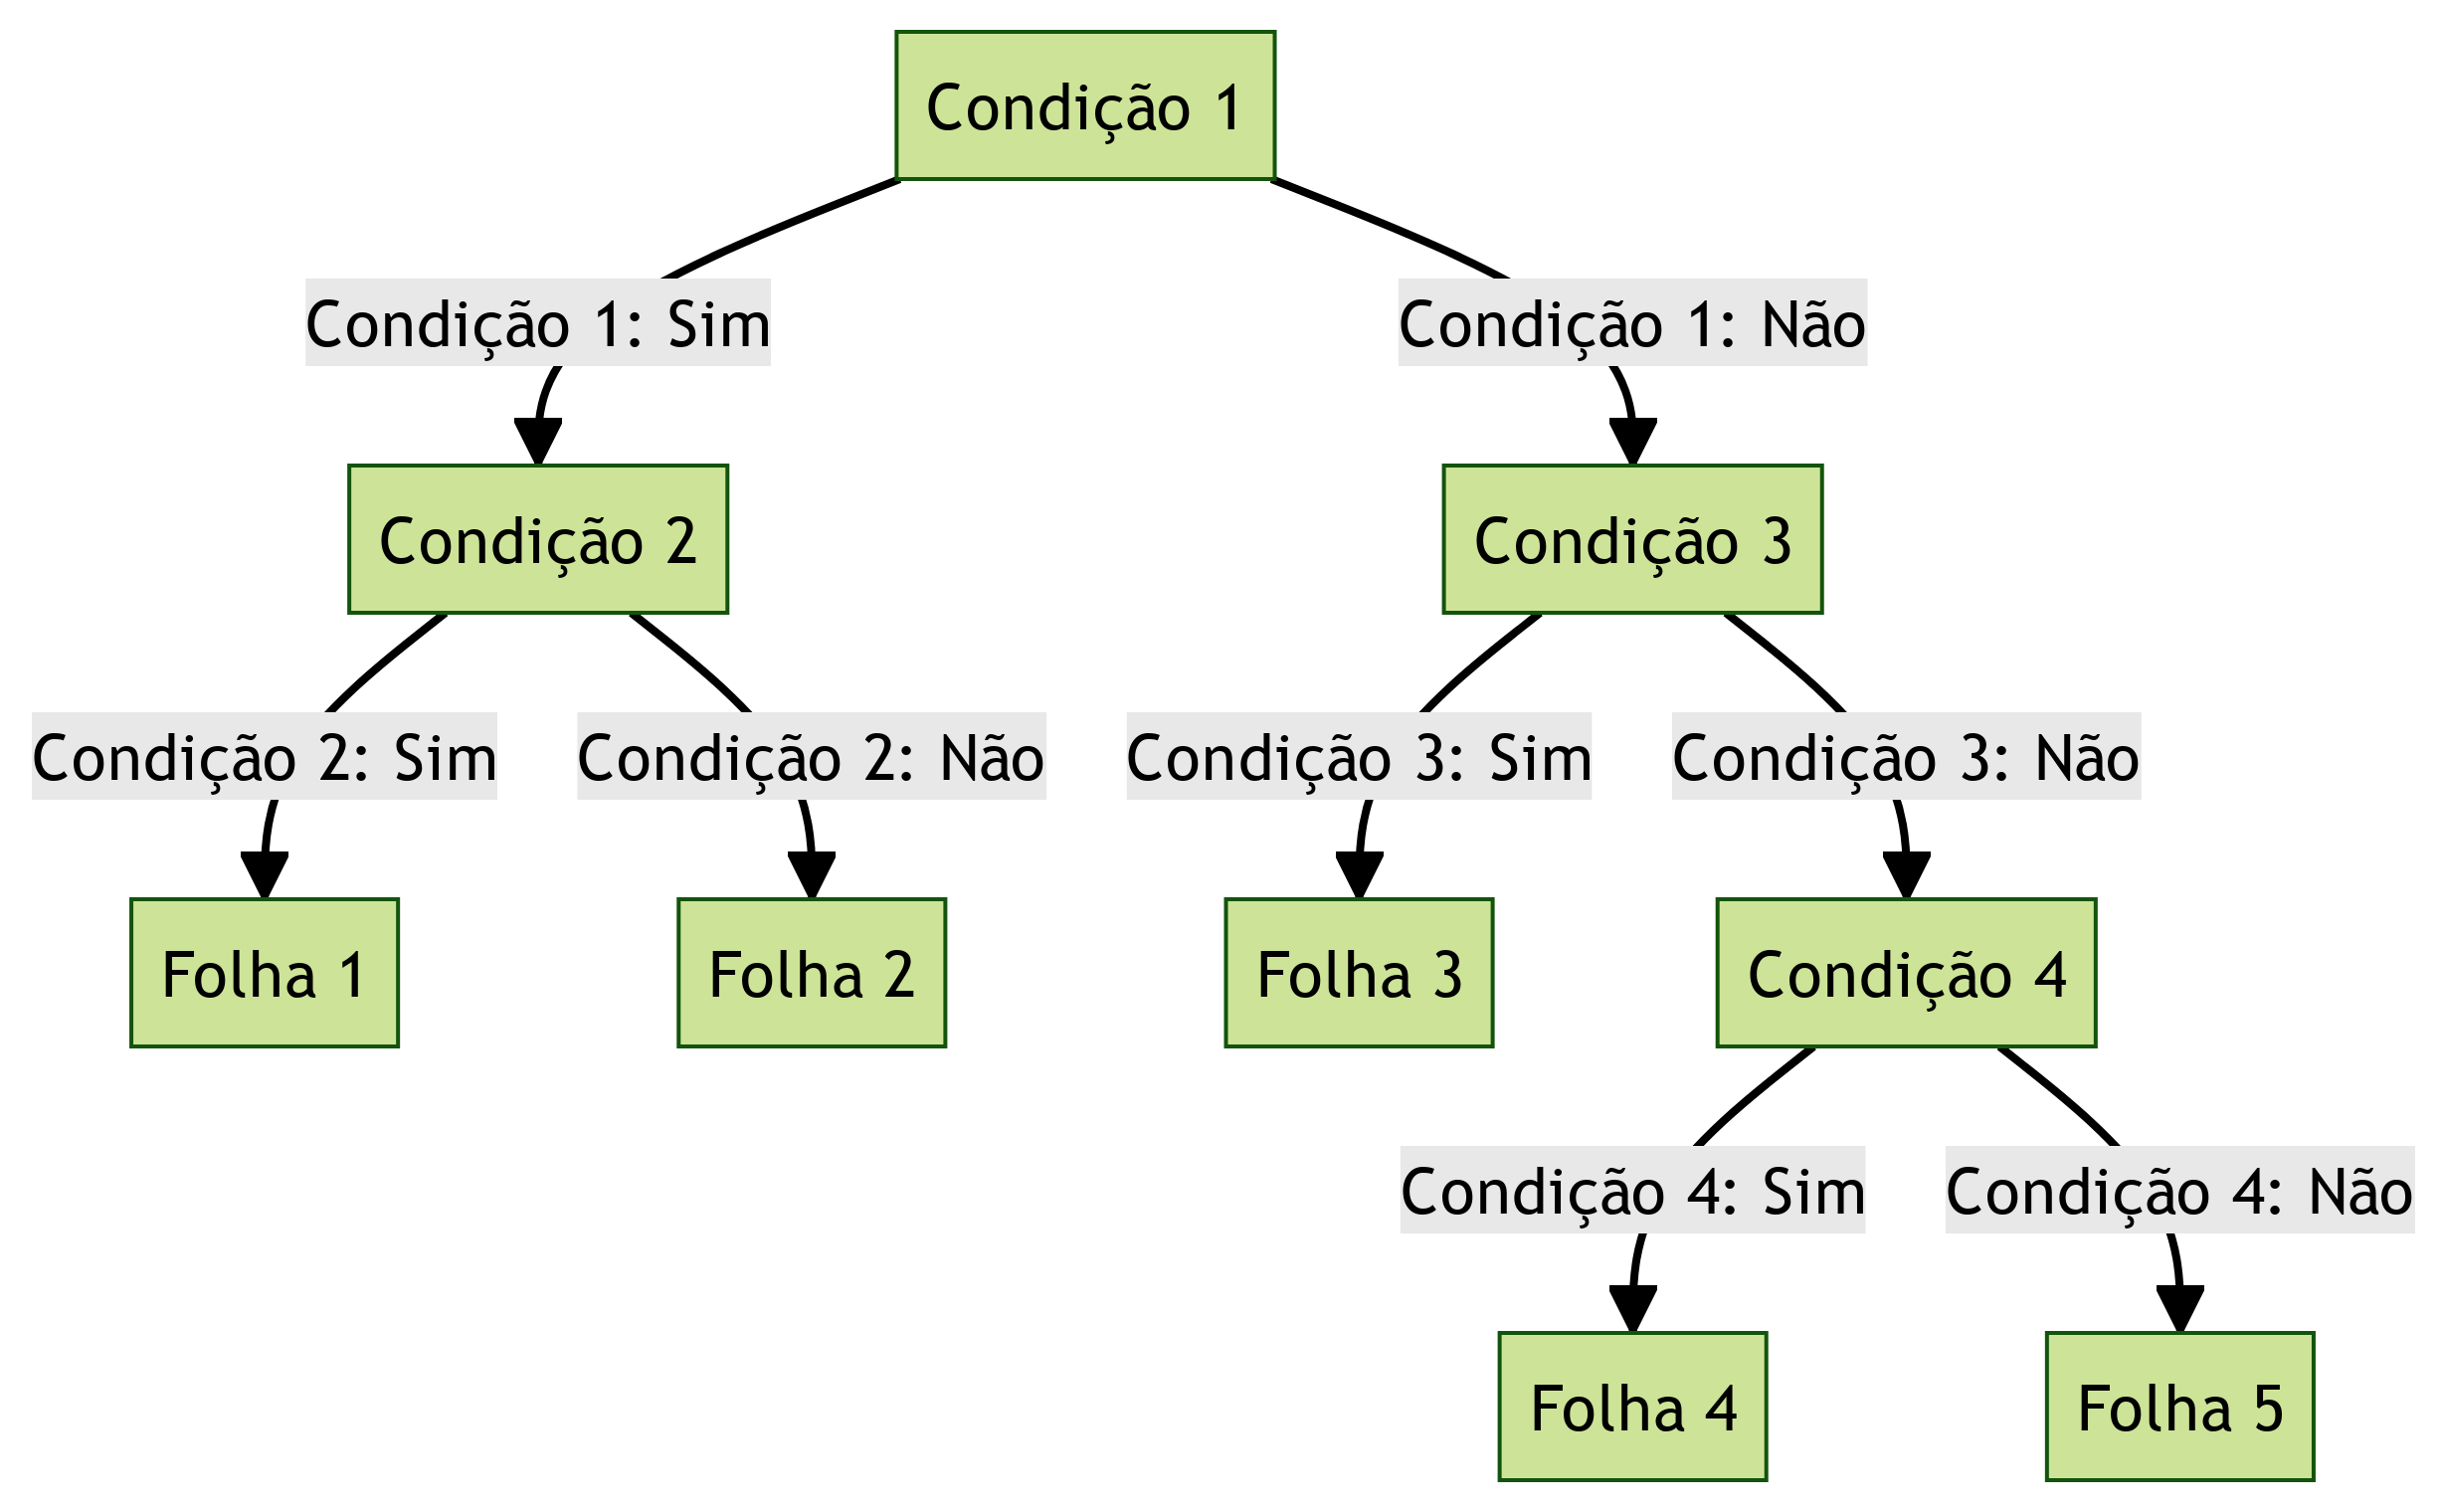 Condição 1
Condição 1: Sim
Condição 1: Não
Condição 2
Condição 3
Condição 2: Sim
Condição 2: Não
Condição 3: Sim
Condição 3: Não
Folha 1
Folha 2
Folha 3
Condição 4
Condição 4: Sim
Condição 4: Não
Folha 4
Folha 5